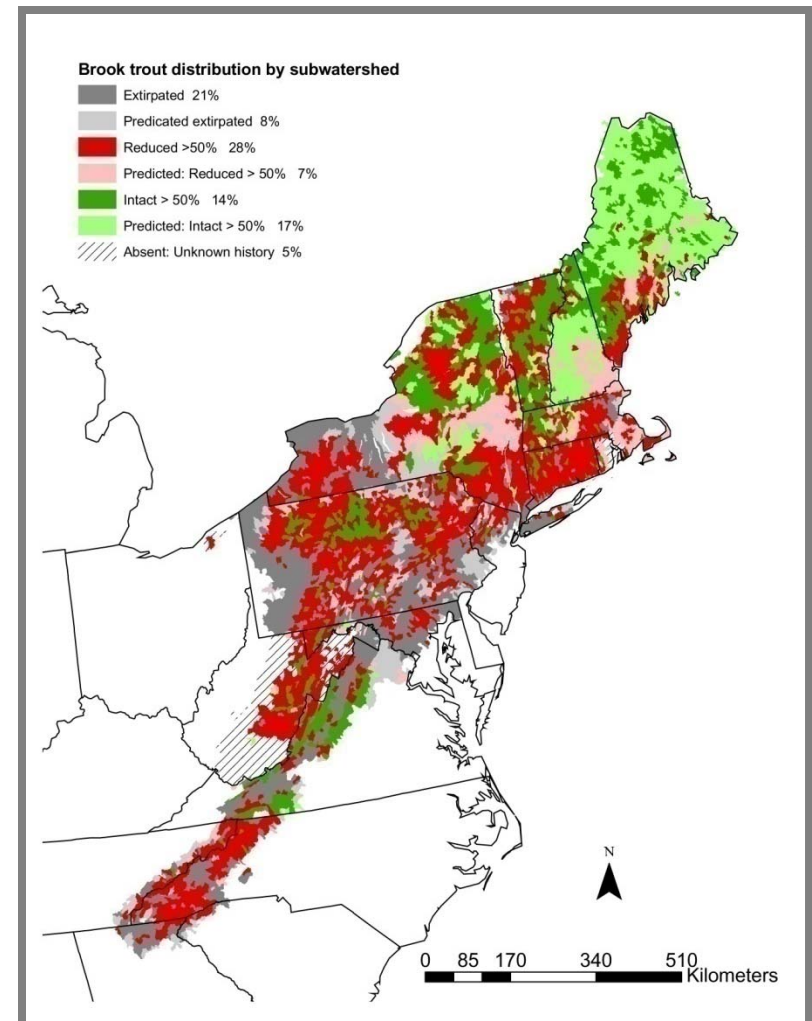 Brook trout distribution by subwatershed
Extirpated 21%
Predicated extirpated 8%
Reduced >50% 28%
Predicted: Reduced > 50% 7%
Intact > 50% 14%
Predicted: Intact > 50% 17%
Absent: Unknown history 5%
N
0 85 170 340 510
Kilometers